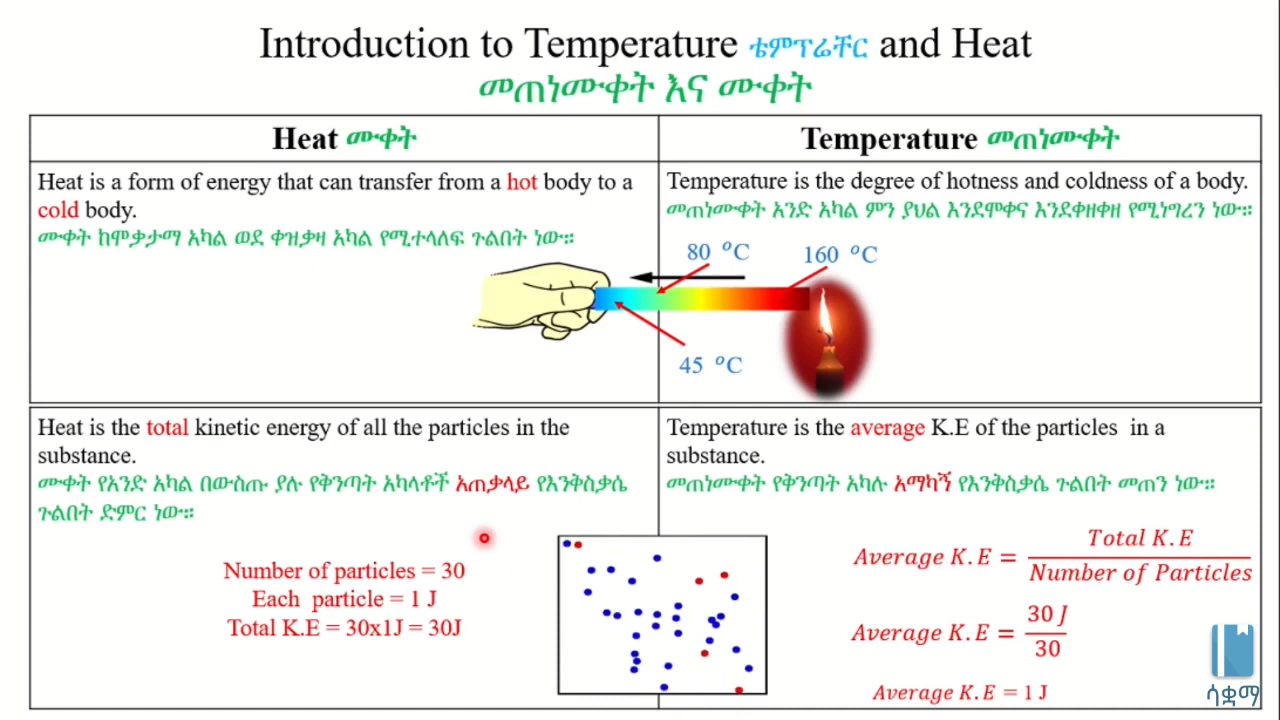 Introduction to Temperature ቴምፕሬቸር and Heat
መጠነሙቀት እና ሙቀት
Heat ሙቀት
Temperature መጠነሙቀት
Heat is a form of energy that can transfer from a hot body to a
cold body.
ሙቀት ከሞቃታማ አካል ወደ ቀዝቃዛ አካል የሚተላለፍ ጉልበት ነው።
Temperature is the degree of hotness and coldness of a body.
መጠነሙቀት አንድ አካል ምን ያህል እንደሞቀና እንደቀዘቀዘ የሚነግረን ነው።
80 °C
160 °C
45 °C
Heat is the total kinetic energy of all the particles in the
substance.
ሙቀት የአንድ አካል በውስጡ ያሉ የቅንጣት አካላቶች አጠቃላይ የእንቅስቃሴ
ጉልበት ድምር ነው።
Number of particles = 30
Each particle = 1 J
Total K.E = 30x1J = 30J
Temperature is the average K.E of the particles in a
substance.
መጠነሙቀት የቅንጣት አካሉ አማካኝ የእንቅስቃሴ ጉልበት መጠን ነው።
Average K.E = Total K.E / Number of Particles
Average K.E = 30 J / 30
Average K.E = 1 J
ሳቋማ